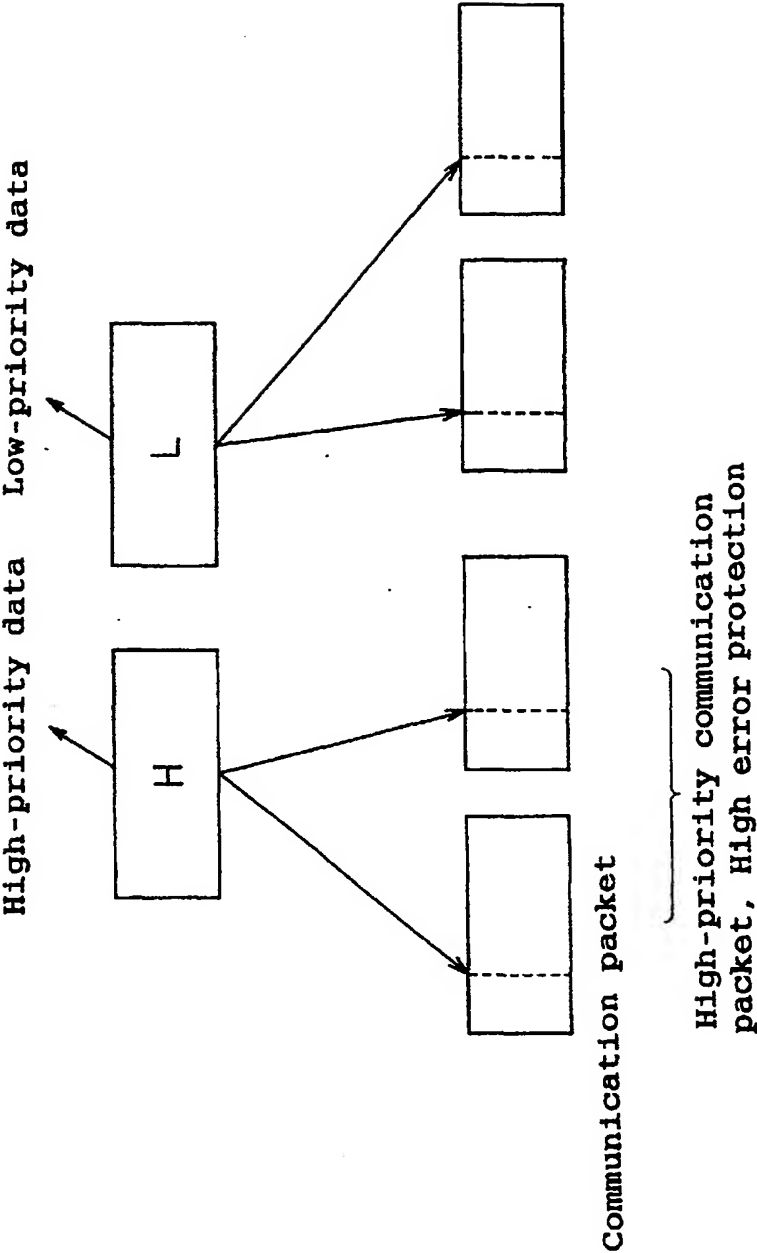 High-priority data
Low-priority data
H
L
Communication packet
High-priority communication
packet, High error protection